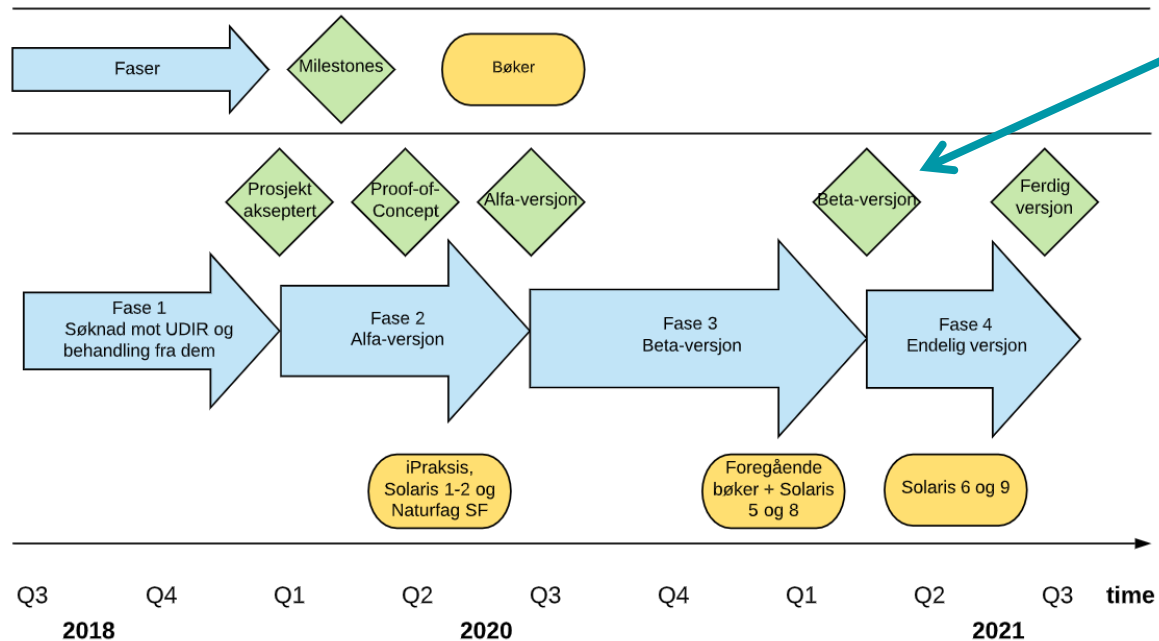 Faser
Milestones
Bøker
Prosjekt
akseptert
Proof-of-
Concept
Alfa-versjon
Beta-versjon
Ferdig
versjon
Fase 1
Søknad mot UDIR og
behandling fra dem
Fase 2
Alfa-versjon
Fase 3
Beta-versjon
Fase 4
Endelig versjon
iPraksis,
Solaris 1-2 og
Naturfag SF
Foregående
bøker + Solaris
5 og 8
Solaris 6 og 9
Q3 Q4 Q1 Q2 Q3 Q4 Q1 Q2 Q3 time
2018 2020 2021